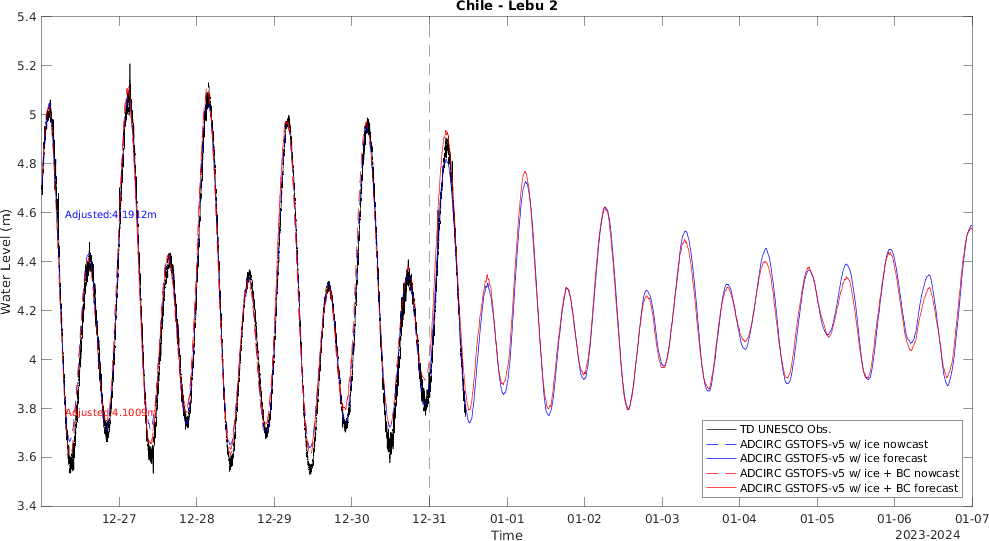 Chile - Lebu 2
Water Level (m)
5.4
5.2
5
4.8
4.6
4.4
4.2
4
3.8
3.6
3.4
Adjusted:4.1912m
Adjusted:4.1009m
TD UNESCO Obs.
ADCIRC GSTOFS-v5 w/ ice nowcast
ADCIRC GSTOFS-v5 w/ ice forecast
ADCIRC GSTOFS-v5 w/ ice + BC nowcast
ADCIRC GSTOFS-v5 w/ ice + BC forecast
12-27 12-28 12-29 12-30 12-31 01-01 01-02 01-03 01-04 01-05 01-06 01-07
Time
2023-2024